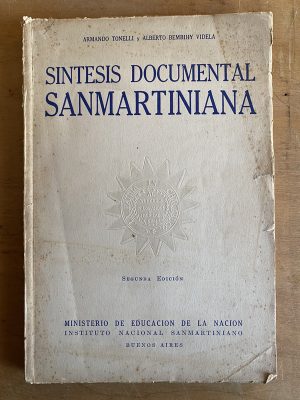 ARMANDO TONELLI y ALBERTO BEMRIHY VIDELA
SINTESIS DOCUMENTAL
SANMARTINIANA
SEGUNDA EDICIÓN
MINISTERIO DE EDUCACION DE LA NACION
INSTITUTO NACIONAL SANMARTINIANO
BUENOS AIRES